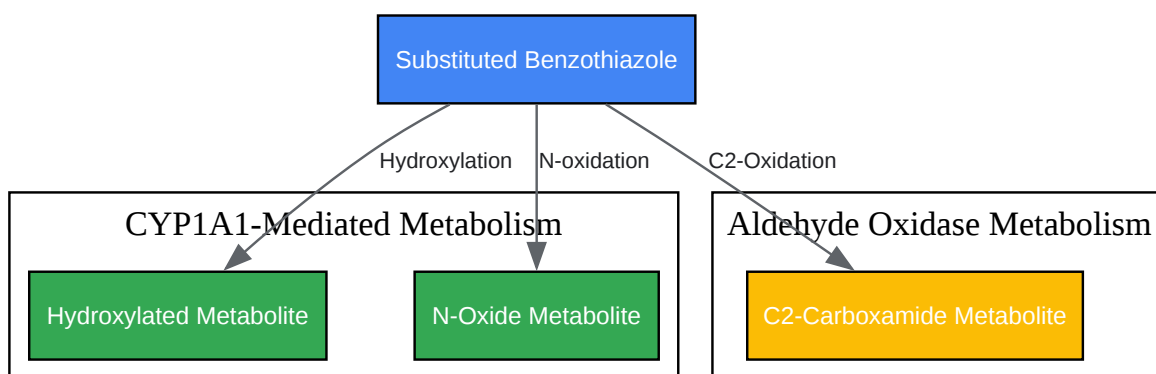 Substituted Benzothiazole
Hydroxylation
N-oxidation
C2-Oxidation
CYP1A1-Mediated Metabolism
Aldehyde Oxidase Metabolism
Hydroxylated Metabolite
N-Oxide Metabolite
C2-Carboxamide Metabolite